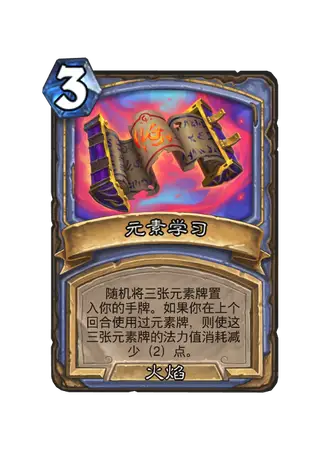 3
元素学习
随机将三张元素牌置
入你的手牌。如果你在上个
回合使用过元素牌，则使这
三张元素牌的法力值消耗减
少（2）点。
火焰